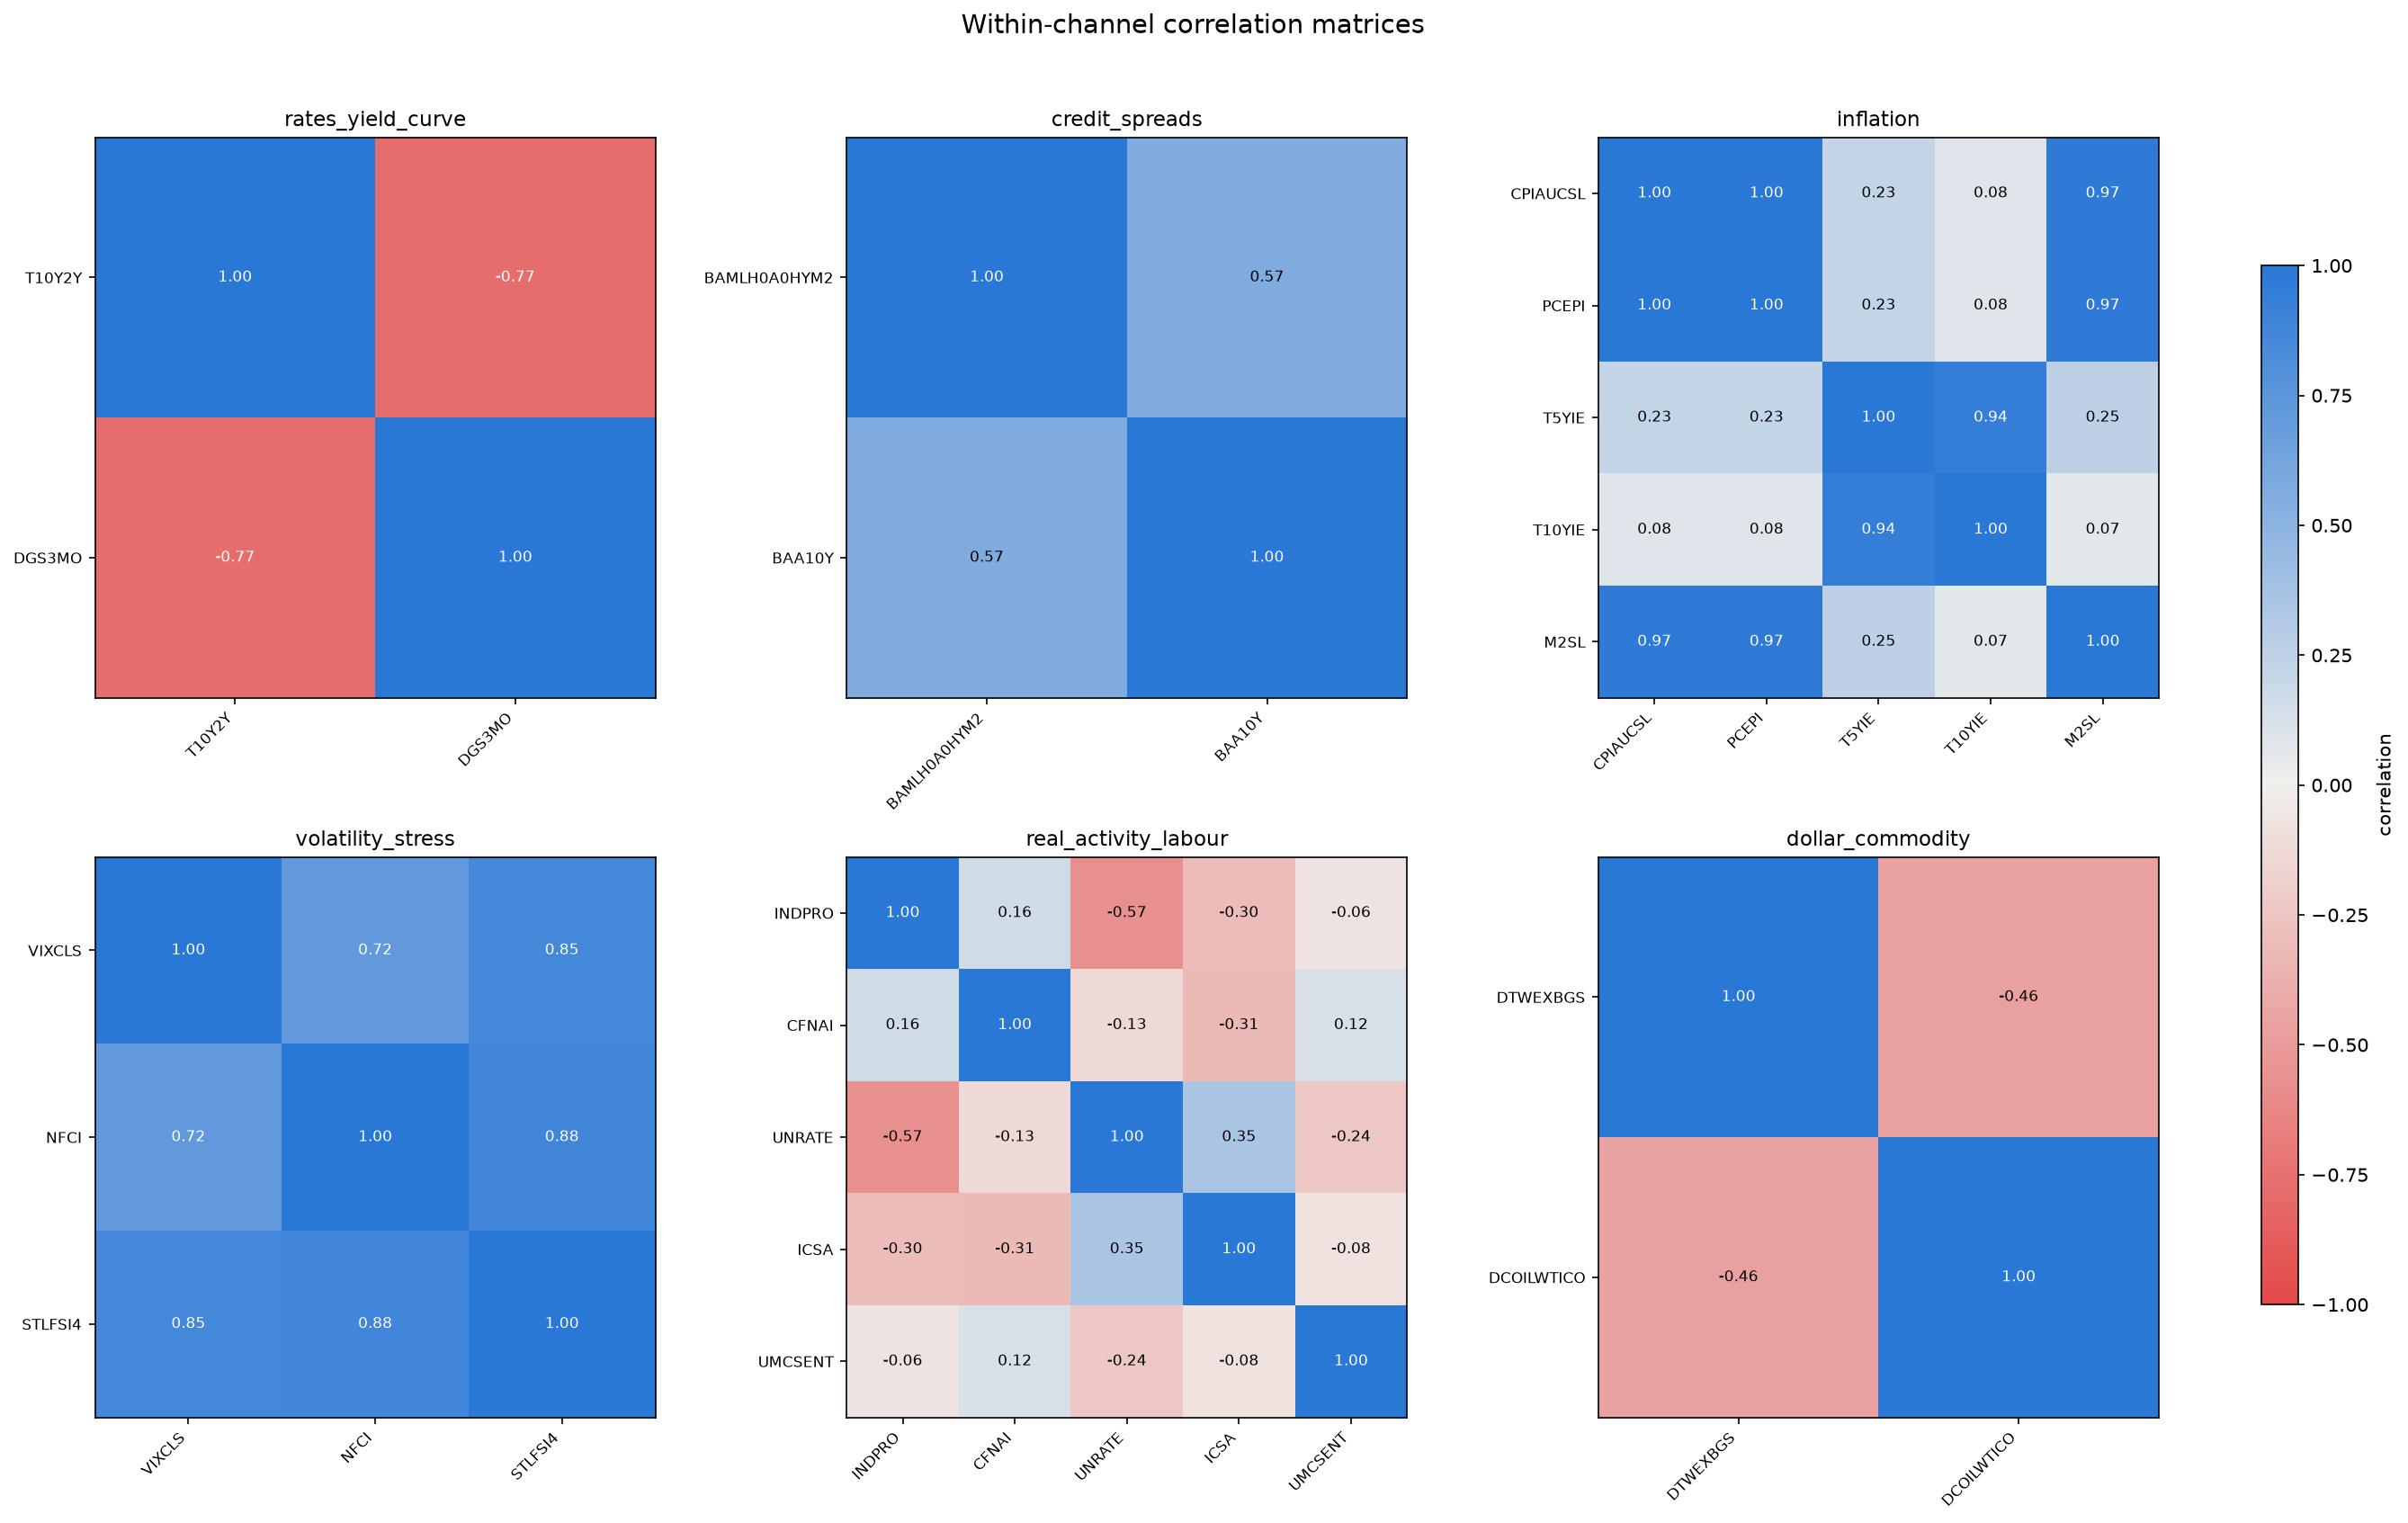 Within-channel correlation matrices
rates_yield_curve
T10Y2Y 1.00 -0.77
DGS3MO -0.77 1.00
T10Y2Y DGS3MO
credit_spreads
BAMLH0A0HYM2 1.00 0.57
BAA10Y 0.57 1.00
BAMLH0A0HYM2 BAA10Y
inflation
CPIAUCSL 1.00 1.00 0.23 0.08 0.97
PCEPI 1.00 1.00 0.23 0.08 0.97
T5YIE 0.23 0.23 1.00 0.94 0.25
T10YIE 0.08 0.08 0.94 1.00 0.07
M2SL 0.97 0.97 0.25 0.07 1.00
CPIAUCSL PCEPI T5YIE T10YIE M2SL
volatility_stress
VIXCLS 1.00 0.72 0.85
NFCI 0.72 1.00 0.88
STLFSI4 0.85 0.88 1.00
VIXCLS NFCI STLFSI4
real_activity_labour
INDPRO 1.00 0.16 -0.57 -0.30 -0.06
CFNAI 0.16 1.00 -0.13 -0.31 0.12
UNRATE -0.57 -0.13 1.00 0.35 -0.24
ICSA -0.30 -0.31 0.35 1.00 -0.08
UMCSENT -0.06 0.12 -0.24 -0.08 1.00
INDPRO CFNAI UNRATE ICSA UMCSENT
dollar_commodity
DTWEXBGS 1.00 -0.46
DCOILWTICO -0.46 1.00
DTWEXBGS DCOILWTICO
1.00
0.75
0.50
0.25
0.00
−0.25
−0.50
−0.75
−1.00
correlation